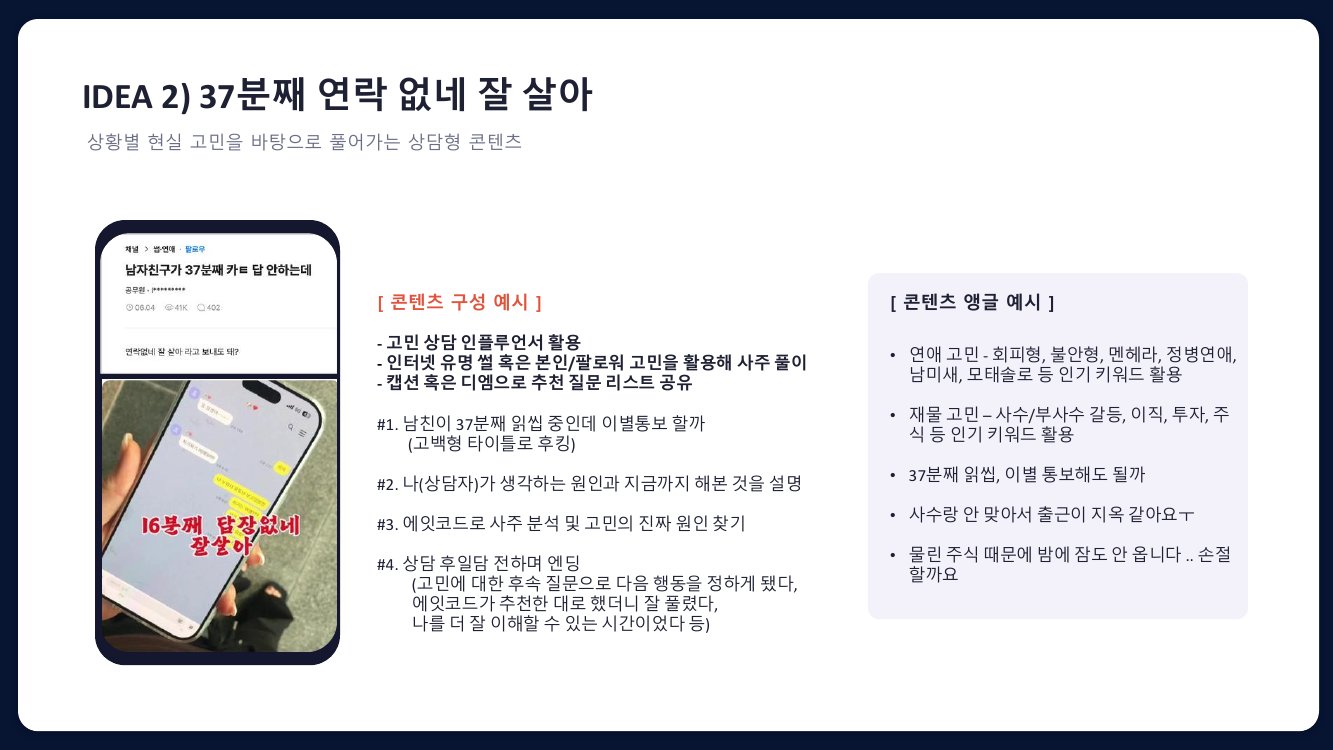 IDEA 2) 37분째 연락 없네 잘 살아
상황별 현실 고민을 바탕으로 풀어가는 상담형 콘텐츠
채널 > 썸·연애 · 팔로우
남자친구가 37분째 카톡 답 안하는데
공무원 · i*********
06.04 41K 402
연락없네 잘 살아 라고 보내도 돼?
16분째 답장없네
잘살아
[ 콘텐츠 구성 예시 ]
- 고민 상담 인플루언서 활용
- 인터넷 유명 썰 혹은 본인/팔로워 고민을 활용해 사주 풀이
- 캡션 혹은 디엠으로 추천 질문 리스트 공유
#1. 남친이 37분째 읽씹 중인데 이별통보 할까
(고백형 타이틀로 후킹)
#2. 나(상담자)가 생각하는 원인과 지금까지 해본 것을 설명
#3. 에잇코드로 사주 분석 및 고민의 진짜 원인 찾기
#4. 상담 후일담 전하며 엔딩
(고민에 대한 후속 질문으로 다음 행동을 정하게 됐다,
에잇코드가 추천한 대로 했더니 잘 풀렸다,
나를 더 잘 이해할 수 있는 시간이었다 등)
[ 콘텐츠 앵글 예시 ]
• 연애 고민 - 회피형, 불안형, 멘헤라, 정병연애,
남미새, 모태솔로 등 인기 키워드 활용
• 재물 고민 – 사수/부사수 갈등, 이직, 투자, 주
식 등 인기 키워드 활용
• 37분째 읽씹, 이별 통보해도 될까
• 사수랑 안 맞아서 출근이 지옥 같아요ㅜ
• 물린 주식 때문에 밤에 잠도 안 옵니다 .. 손절
할까요